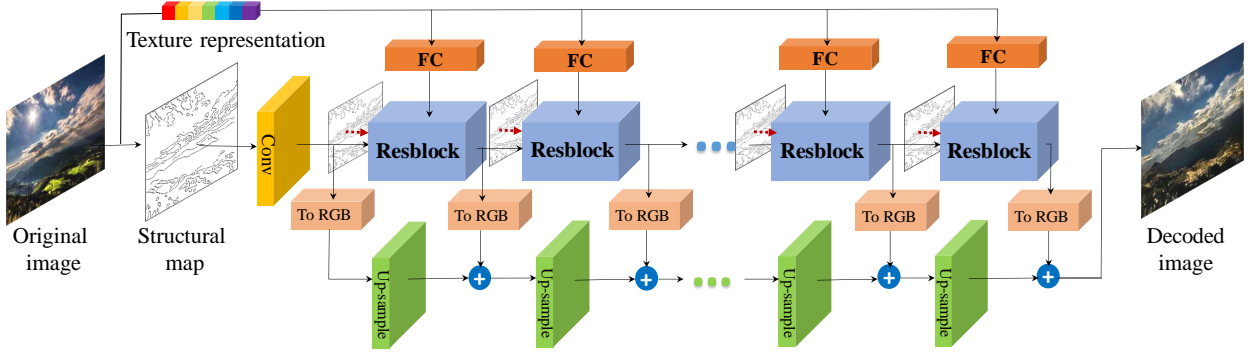 Texture representation
FC
FC
FC
FC
Conv
Resblock
Resblock
Resblock
Resblock
To RGB
To RGB
To RGB
To RGB
To RGB
Original
image
Structural
map
Up-sample
Up-sample
Up-sample
Up-sample
Decoded
image